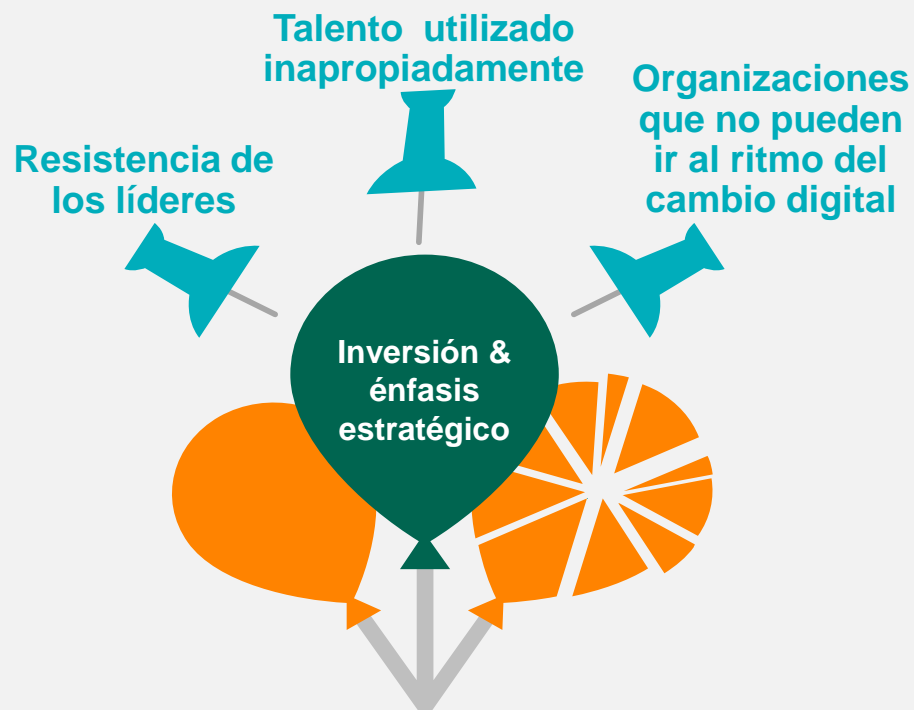 Talento utilizado
inapropiadamente
Organizaciones
que no pueden
ir al ritmo del
cambio digital
Resistencia de
los líderes
Inversión &
énfasis
estratégico